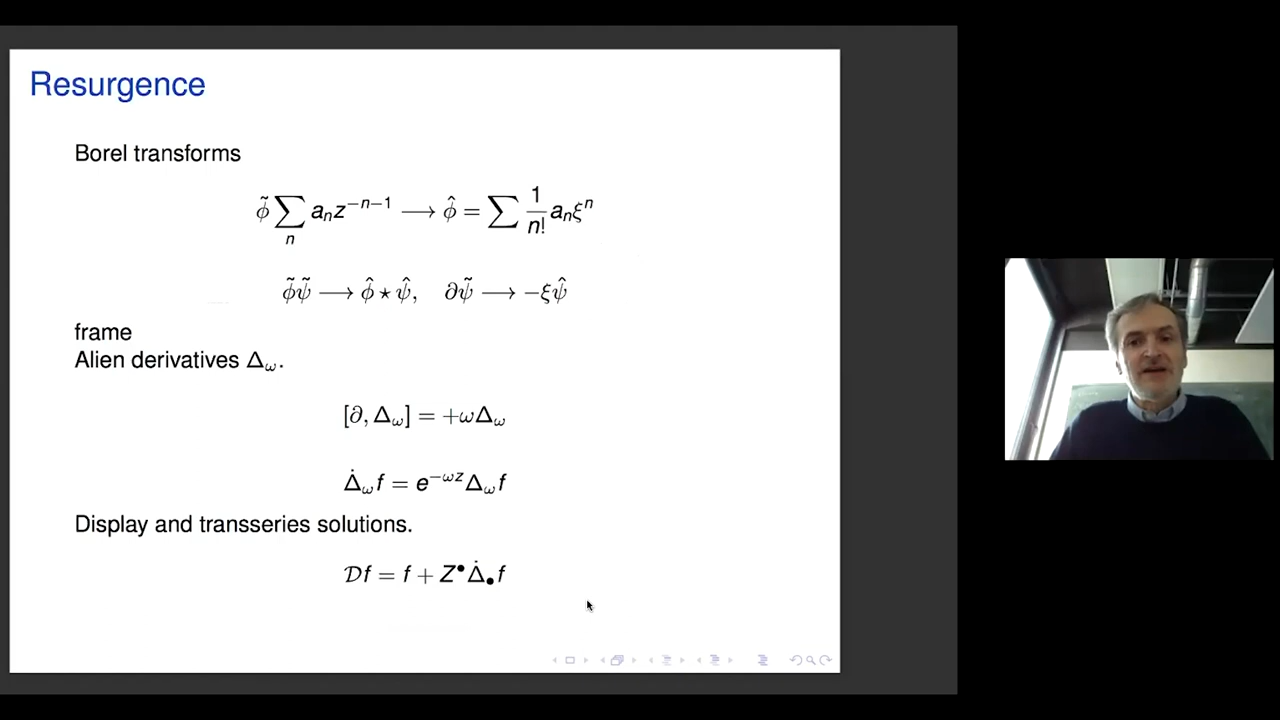 Resurgence
Borel transforms
$\tilde{\phi} \sum_n a_n z^{-n-1} \longrightarrow \hat{\phi} = \sum \frac{1}{n!} a_n \xi^n$
$\tilde{\phi}\tilde{\psi} \longrightarrow \hat{\phi} \star \hat{\psi}, \quad \partial\tilde{\psi} \longrightarrow -\xi\hat{\psi}$
frame
Alien derivatives $\Delta_\omega$.
$[\partial, \Delta_\omega] = +\omega\Delta_\omega$
$\dot{\Delta}_\omega f = e^{-\omega z}\Delta_\omega f$
Display and transseries solutions.
$\mathcal{D}f = f + Z^\bullet \dot{\Delta}_\bullet f$